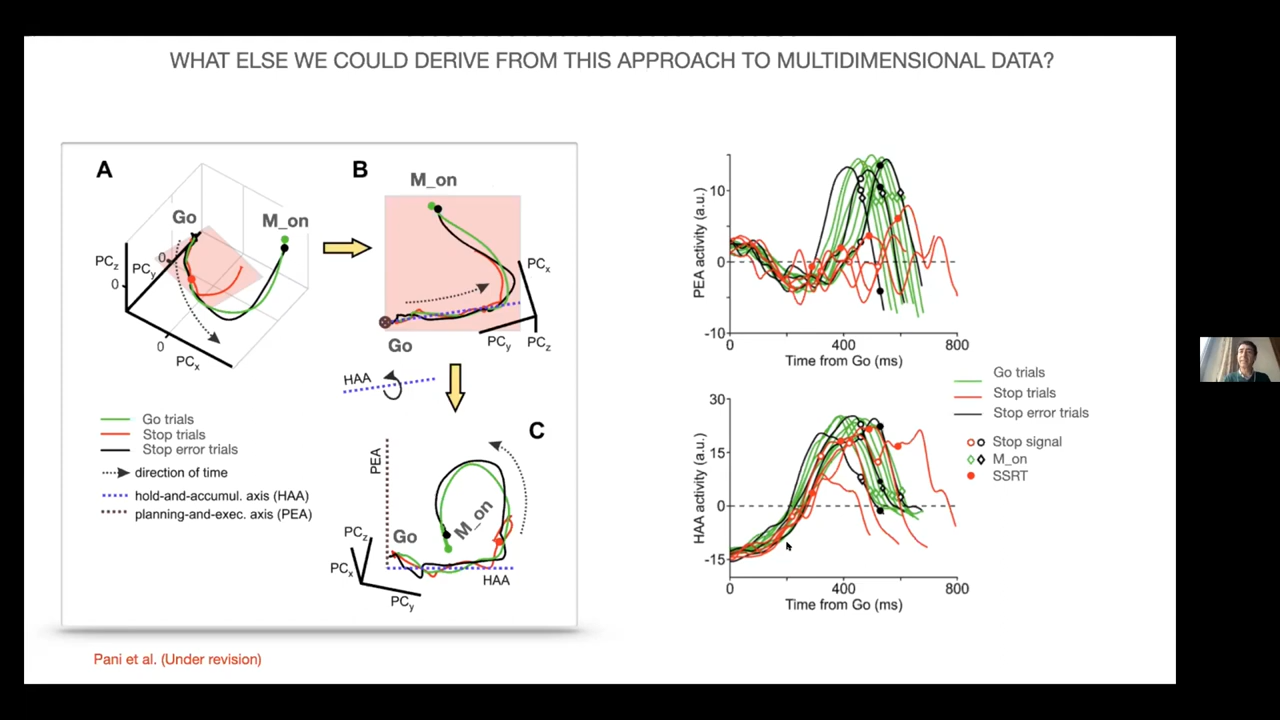 WHAT ELSE WE COULD DERIVE FROM THIS APPROACH TO MULTIDIMENSIONAL DATA?
A
Go
M_on
PCz
PCy
0
0
0
PCx
B
M_on
Go
PCx
PCy
PCz
HAA
Go trials
Stop trials
Stop error trials
direction of time
hold-and-accumul. axis (HAA)
planning-and-exec. axis (PEA)
C
PEA
Go
M_on
HAA
PCz
PCx
PCy
Pani et al. (Under revision)
PEA activity (a.u.)
10
0
-10
0
400
800
Time from Go (ms)
HAA activity (a.u.)
30
15
0
-15
0
400
800
Time from Go (ms)
Go trials
Stop trials
Stop error trials
Stop signal
M_on
SSRT